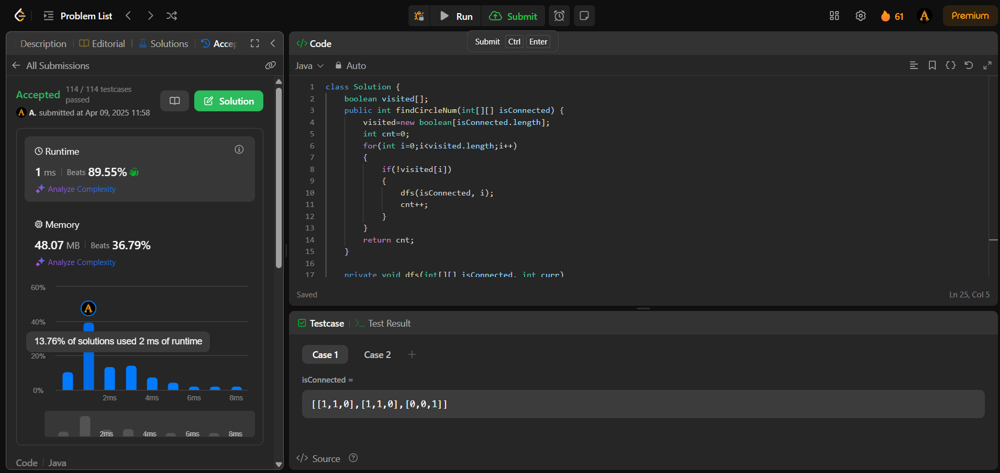 Problem List
Run
Submit
61
Premium
Description
Editorial
Solutions
Accep
Code
Submit Ctrl Enter
All Submissions
Java
Auto
Accepted
114 / 114 testcases passed
A. submitted at Apr 09, 2025 11:58
Solution
Runtime
1 ms | Beats 89.55%
Analyze Complexity
Memory
48.07 MB | Beats 36.79%
Analyze Complexity
60%
40%
13.76% of solutions used 2 ms of runtime
20%
0%
2ms 4ms 6ms 8ms
2ms 4ms 6ms 8ms
Code | Java
1 class Solution {
2     boolean visited[];
3     public int findCircleNum(int[][] isConnected) {
4         visited=new boolean[isConnected.length];
5         int cnt=0;
6         for(int i=0;i<visited.length;i++)
7         {
8             if(!visited[i])
9             {
10                 dfs(isConnected, i);
11                 cnt++;
12             }
13         }
14         return cnt;
15     }
16
17     private void dfs(int[][] isConnected, int curr)
Saved
Ln 25, Col 5
Testcase
Test Result
Case 1
Case 2
+
isConnected =
[[1,1,0],[1,1,0],[0,0,1]]
</> Source